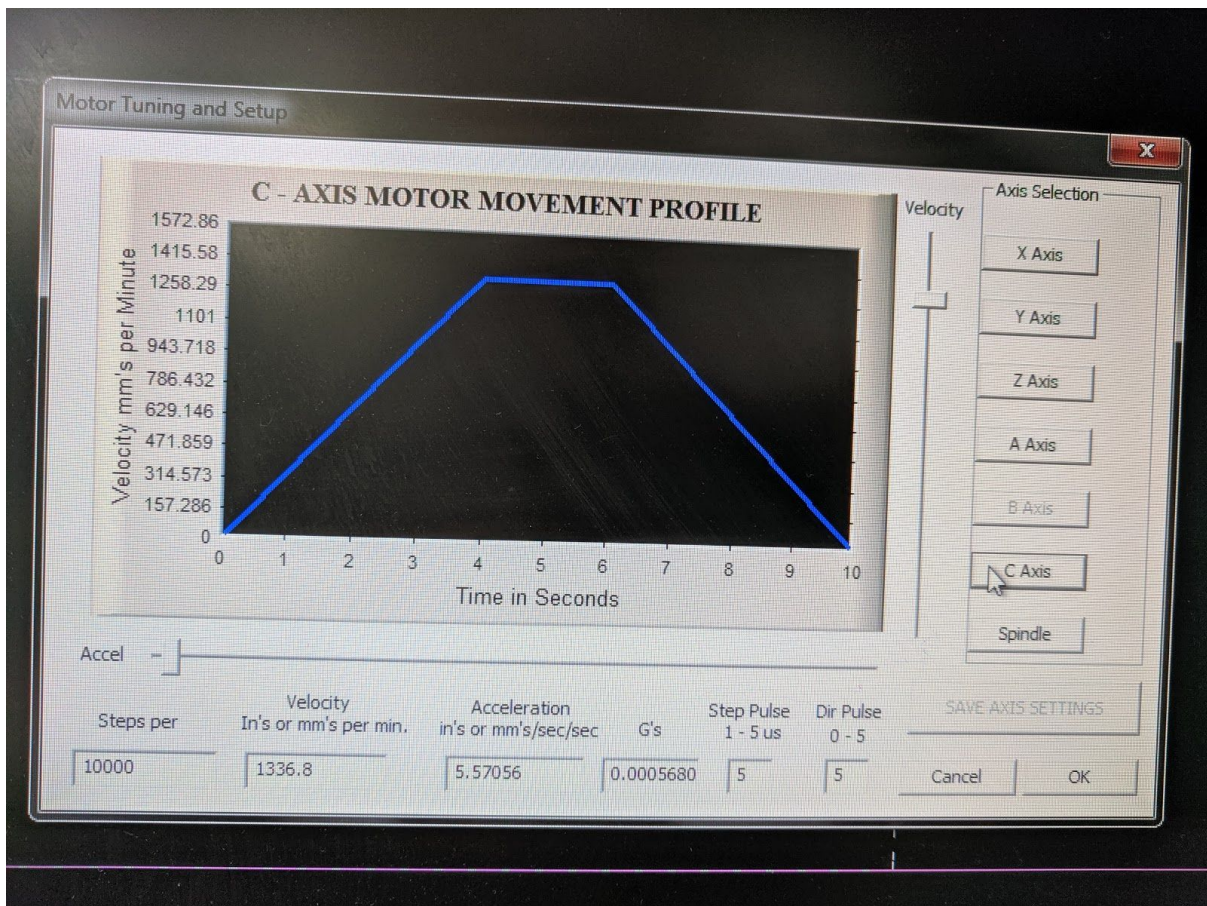 Motor Tuning and Setup
C - AXIS MOTOR MOVEMENT PROFILE
Velocity mm's per Minute
1572.86
1415.58
1258.29
1101
943.718
786.432
629.146
471.859
314.573
157.286
0
0 1 2 3 4 5 6 7 8 9 10
Time in Seconds
Velocity
Axis Selection
X Axis
Y Axis
Z Axis
A Axis
B Axis
C Axis
Spindle
Accel
Steps per
Velocity
In's or mm's per min.
Acceleration
in's or mm's/sec/sec
G's
Step Pulse
1 - 5 us
Dir Pulse
0 - 5
SAVE AXIS SETTINGS
10000
1336.8
5.57056
0.0005680
5
5
Cancel
OK